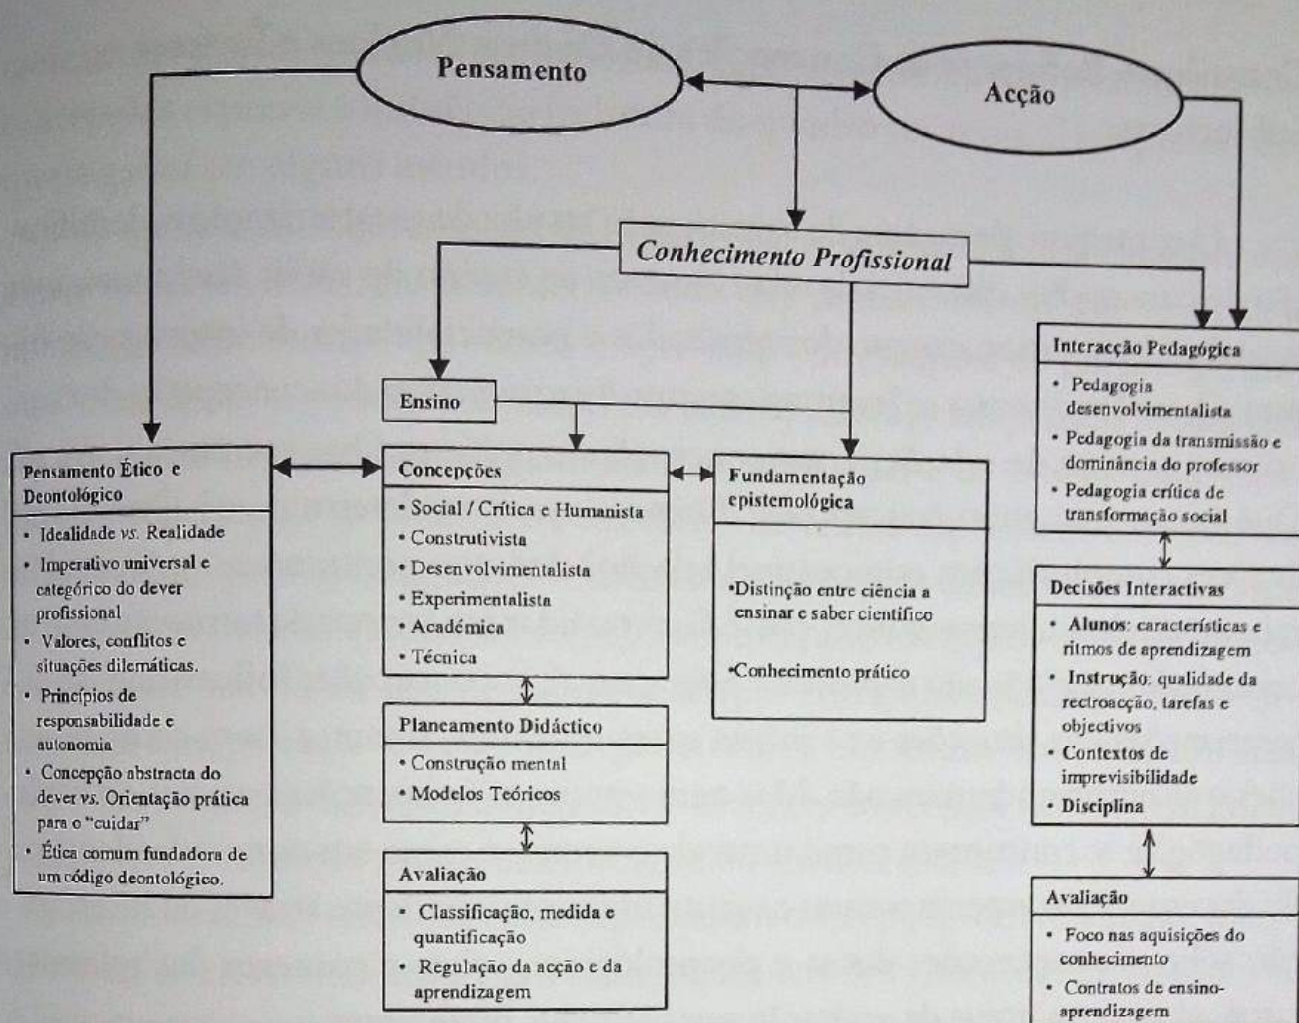 Pensamento
Acção
Conhecimento Profissional
Ensino
Pensamento Ético e
Deontológico
• Idealidade vs. Realidade
• Imperativo universal e
categórico do dever
profissional
• Valores, conflitos e
situações dilemáticas.
• Princípios de
responsabilidade e
autonomia
• Concepção abstracta do
dever vs. Orientação prática
para o "cuidar"
• Ética comum fundadora de
um código deontológico.
Concepções
• Social / Crítica e Humanista
• Construtivista
• Desenvolvimentalista
• Experimentalista
• Académica
• Técnica
Planeamento Didáctico
• Construção mental
• Modelos Teóricos
Avaliação
• Classificação, medida e
quantificação
• Regulação da acção e da
aprendizagem
Fundamentação
epistemológica
•Distinção entre ciência a
ensinar e saber científico
•Conhecimento prático
Interacção Pedagógica
• Pedagogia
desenvolvimentalista
• Pedagogia da transmissão e
dominância do professor
• Pedagogia crítica de
transformação social
Decisões Interactivas
• Alunos: características e
ritmos de aprendizagem
• Instrução: qualidade da
rectroacção, tarefas e
objectivos
• Contextos de
imprevisibilidade
• Disciplina
Avaliação
• Foco nas aquisições do
conhecimento
• Contratos de ensino-
aprendizagem